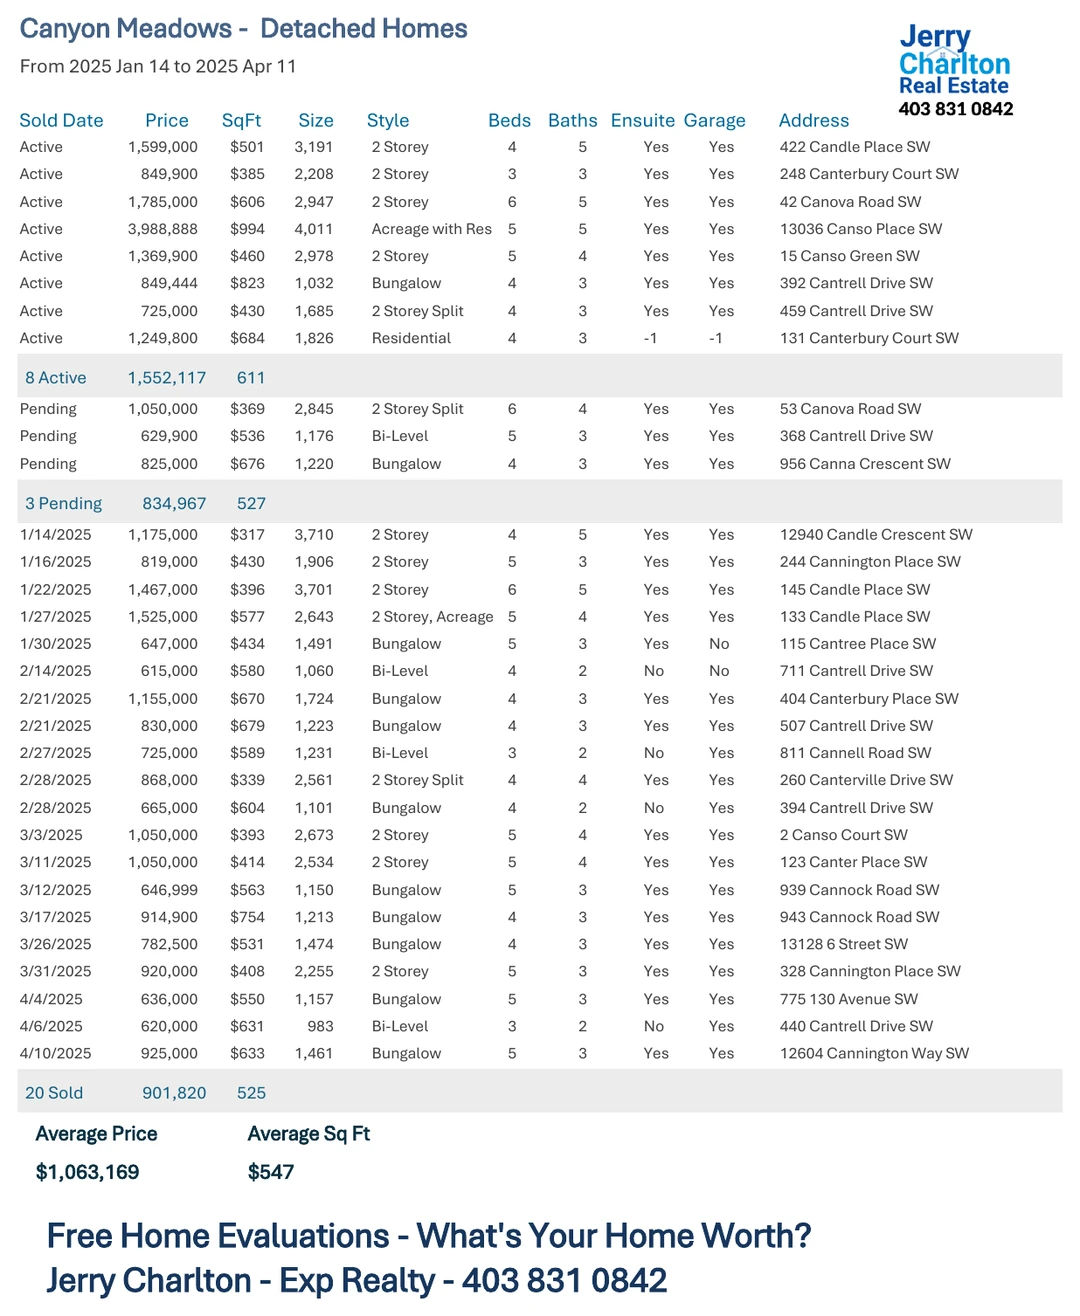 Canyon Meadows - Detached Homes
From 2025 Jan 14 to 2025 Apr 11
Jerry
Charlton
Real Estate
403 831 0842
Sold Date Price SqFt Size Style Beds Baths Ensuite Garage Address
Active 1,599,000 $501 3,191 2 Storey 4 5 Yes Yes 422 Candle Place SW
Active 849,900 $385 2,208 2 Storey 3 3 Yes Yes 248 Canterbury Court SW
Active 1,785,000 $606 2,947 2 Storey 6 5 Yes Yes 42 Canova Road SW
Active 3,988,888 $994 4,011 Acreage with Res 5 5 Yes Yes 13036 Canso Place SW
Active 1,369,900 $460 2,978 2 Storey 5 4 Yes Yes 15 Canso Green SW
Active 849,444 $823 1,032 Bungalow 4 3 Yes Yes 392 Cantrell Drive SW
Active 725,000 $430 1,685 2 Storey Split 4 3 Yes Yes 459 Cantrell Drive SW
Active 1,249,800 $684 1,826 Residential 4 3 -1 -1 131 Canterbury Court SW
8 Active 1,552,117 611
Pending 1,050,000 $369 2,845 2 Storey Split 6 4 Yes Yes 53 Canova Road SW
Pending 629,900 $536 1,176 Bi-Level 5 3 Yes Yes 368 Cantrell Drive SW
Pending 825,000 $676 1,220 Bungalow 4 3 Yes Yes 956 Canna Crescent SW
3 Pending 834,967 527
1/14/2025 1,175,000 $317 3,710 2 Storey 4 5 Yes Yes 12940 Candle Crescent SW
1/16/2025 819,000 $430 1,906 2 Storey 5 3 Yes Yes 244 Cannington Place SW
1/22/2025 1,467,000 $396 3,701 2 Storey 6 5 Yes Yes 145 Candle Place SW
1/27/2025 1,525,000 $577 2,643 2 Storey, Acreage 5 4 Yes Yes 133 Candle Place SW
1/30/2025 647,000 $434 1,491 Bungalow 5 3 Yes No 115 Cantree Place SW
2/14/2025 615,000 $580 1,060 Bi-Level 4 2 No No 711 Cantrell Drive SW
2/21/2025 1,155,000 $670 1,724 Bungalow 4 3 Yes Yes 404 Canterbury Place SW
2/21/2025 830,000 $679 1,223 Bungalow 4 3 Yes Yes 507 Cantrell Drive SW
2/27/2025 725,000 $589 1,231 Bi-Level 3 2 No Yes 811 Cannell Road SW
2/28/2025 868,000 $339 2,561 2 Storey Split 4 4 Yes Yes 260 Canterville Drive SW
2/28/2025 665,000 $604 1,101 Bungalow 4 2 No Yes 394 Cantrell Drive SW
3/3/2025 1,050,000 $393 2,673 2 Storey 5 4 Yes Yes 2 Canso Court SW
3/11/2025 1,050,000 $414 2,534 2 Storey 5 4 Yes Yes 123 Canter Place SW
3/12/2025 646,999 $563 1,150 Bungalow 5 3 Yes Yes 939 Cannock Road SW
3/17/2025 914,900 $754 1,213 Bungalow 4 3 Yes Yes 943 Cannock Road SW
3/26/2025 782,500 $531 1,474 Bungalow 4 3 Yes Yes 13128 6 Street SW
3/31/2025 920,000 $408 2,255 2 Storey 5 3 Yes Yes 328 Cannington Place SW
4/4/2025 636,000 $550 1,157 Bungalow 5 3 Yes Yes 775 130 Avenue SW
4/6/2025 620,000 $631 983 Bi-Level 3 2 No Yes 440 Cantrell Drive SW
4/10/2025 925,000 $633 1,461 Bungalow 5 3 Yes Yes 12604 Cannington Way SW
20 Sold 901,820 525
Average Price Average Sq Ft
$1,063,169 $547
Free Home Evaluations - What's Your Home Worth?
Jerry Charlton - Exp Realty - 403 831 0842